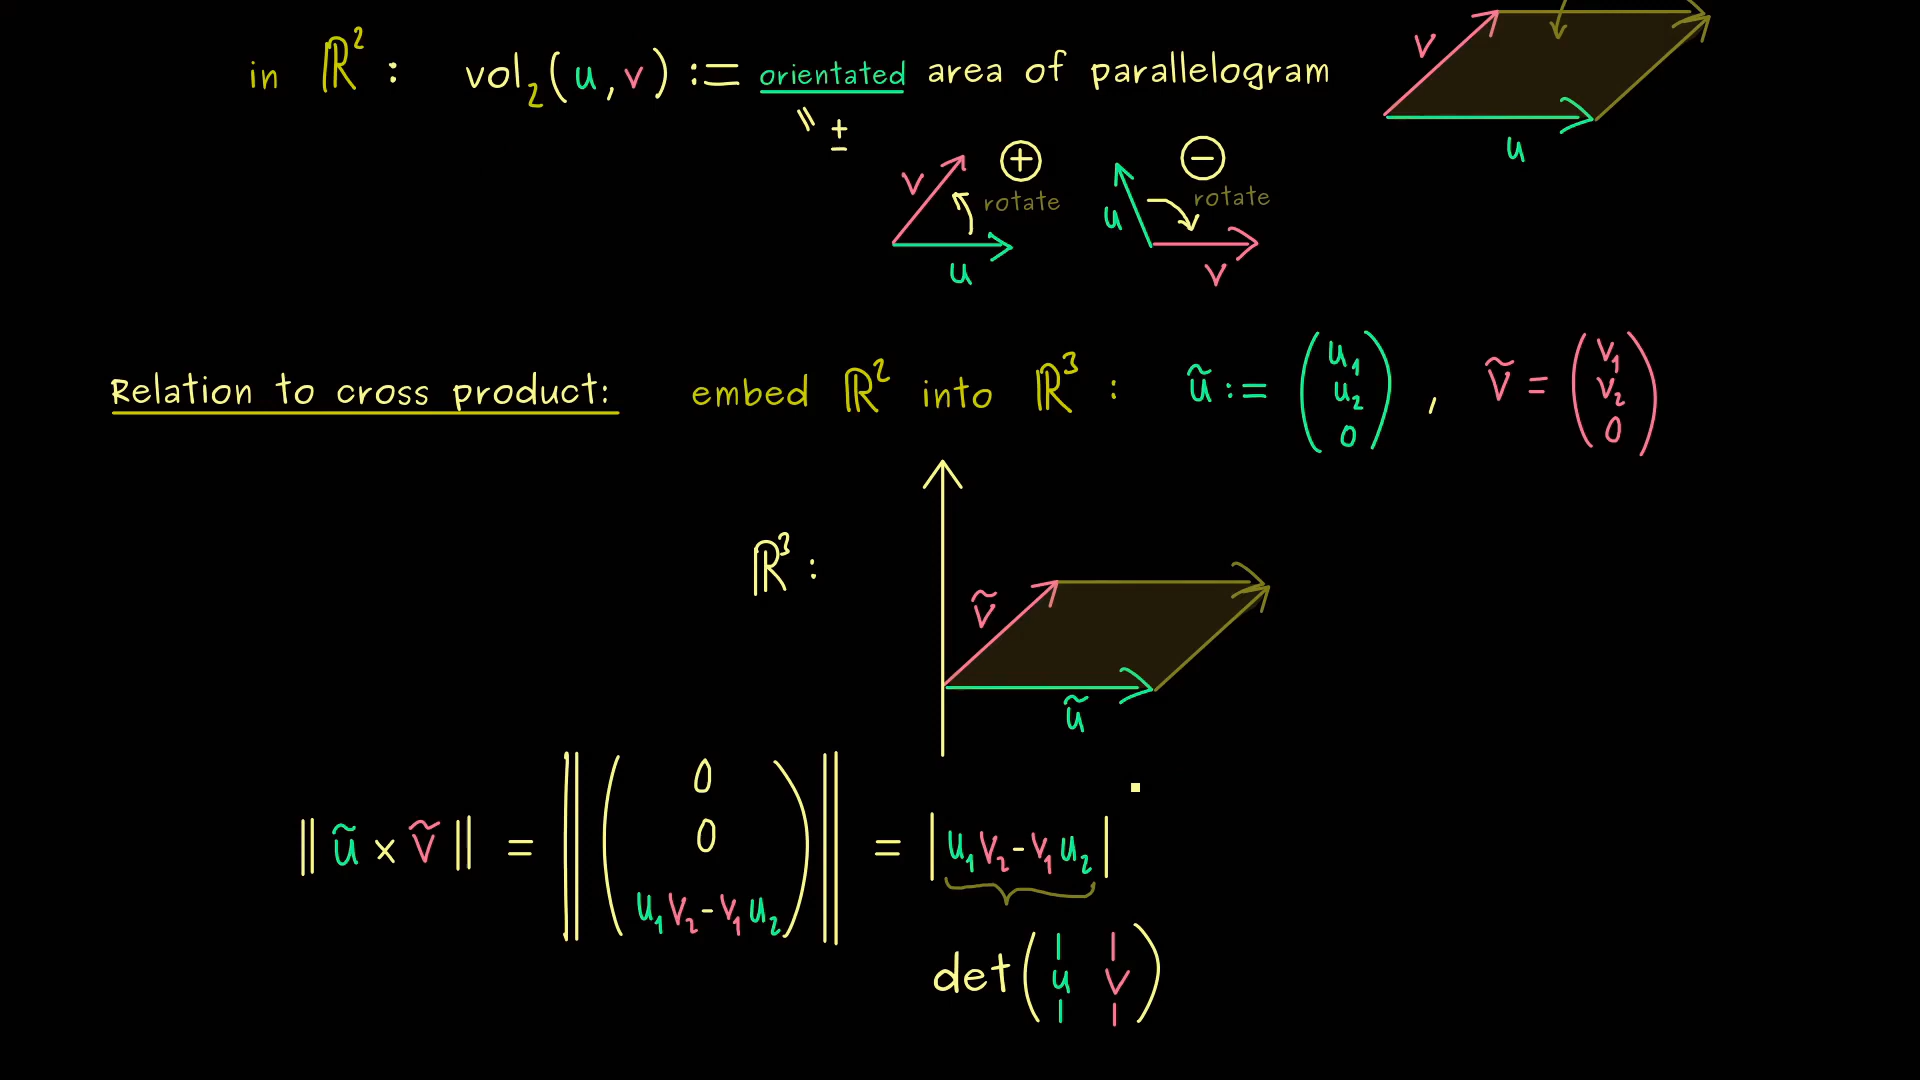 v
in ℝ² : vol₂(u, v) := orientated area of parallelogram
u
" ±
v + rotate u − rotate
u v
Relation to cross product: embed ℝ² into ℝ³ : ũ := (u₁ u₂ 0) , ṽ = (v₁ v₂ 0)
ℝ³ :
ṽ
ũ
‖ ũ × ṽ ‖ = ‖ ( 0 0 u₁v₂ - v₁u₂ ) ‖ = | u₁v₂ - v₁u₂ |
det ( u v )